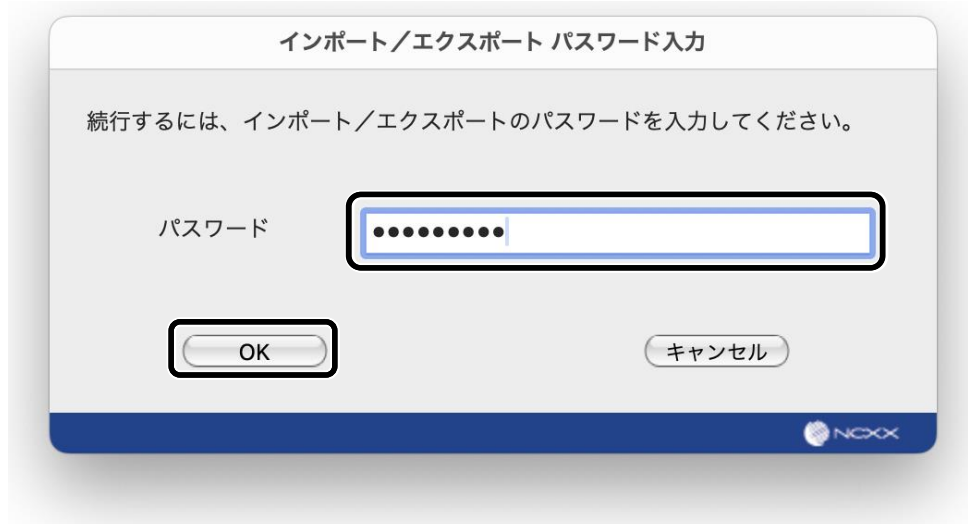 インポート／エクスポート パスワード入力
続行するには、インポート／エクスポートのパスワードを入力してください。
パスワード
●●●●●●●●●
OK
キャンセル
NCXX